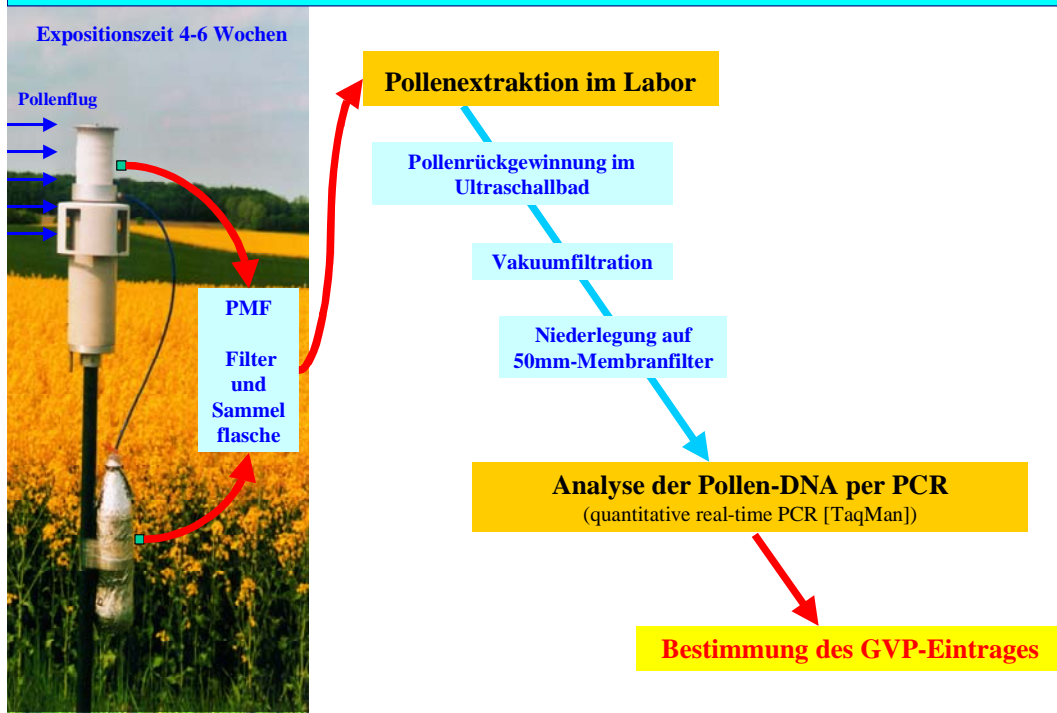 Expositionszeit 4-6 Wochen
Pollenflug
PMF
Filter
und
Sammel
flasche
Pollenextraktion im Labor
Pollenrückgewinnung im
Ultraschallbad
Vakuumfiltration
Niederlegung auf
50mm-Membranfilter
Analyse der Pollen-DNA per PCR
(quantitative real-time PCR [TaqMan])
Bestimmung des GVP-Eintrages